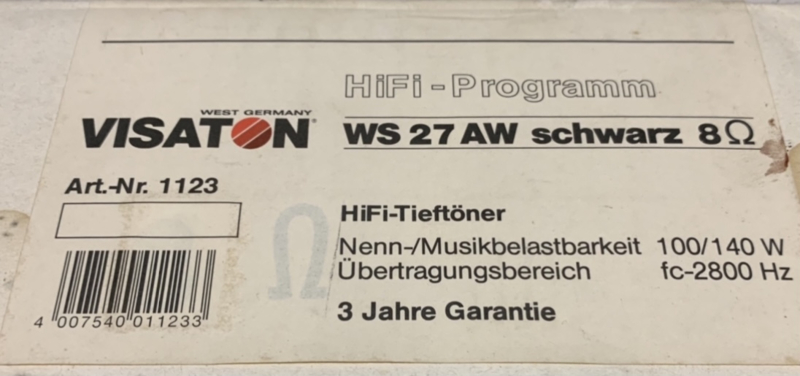 HiFi-Programm
WEST GERMANY
VISATON®
WS 27 AW schwarz 8Ω
Art.-Nr. 1123
HiFi-Tieftöner
Nenn-/Musikbelastbarkeit 100/140 W
Übertragungsbereich fc-2800 Hz
3 Jahre Garantie
Ω
4 007540 011233